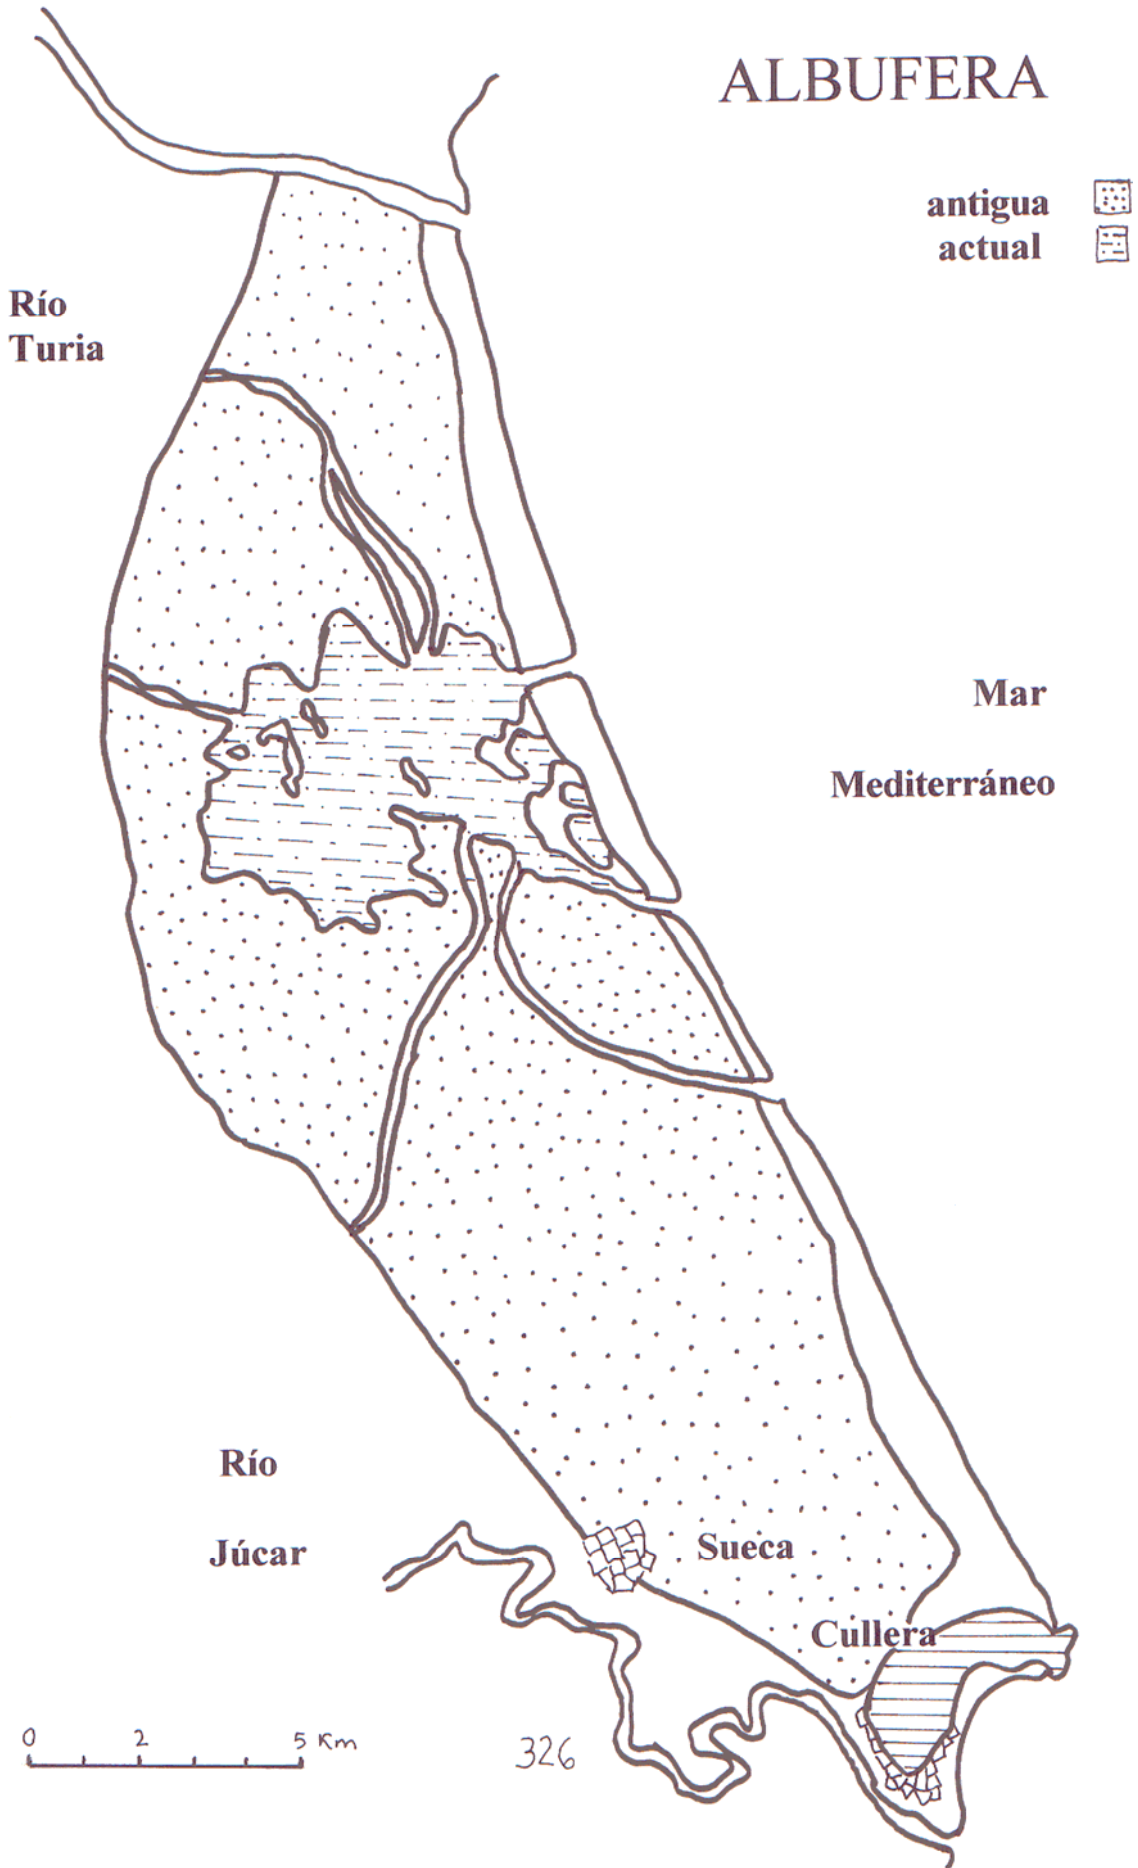 ALBUFERA
antigua
actual
Río
Turia
Mar
Mediterráneo
Río
Júcar
Sueca
Cullera
0 2 5 Km
326